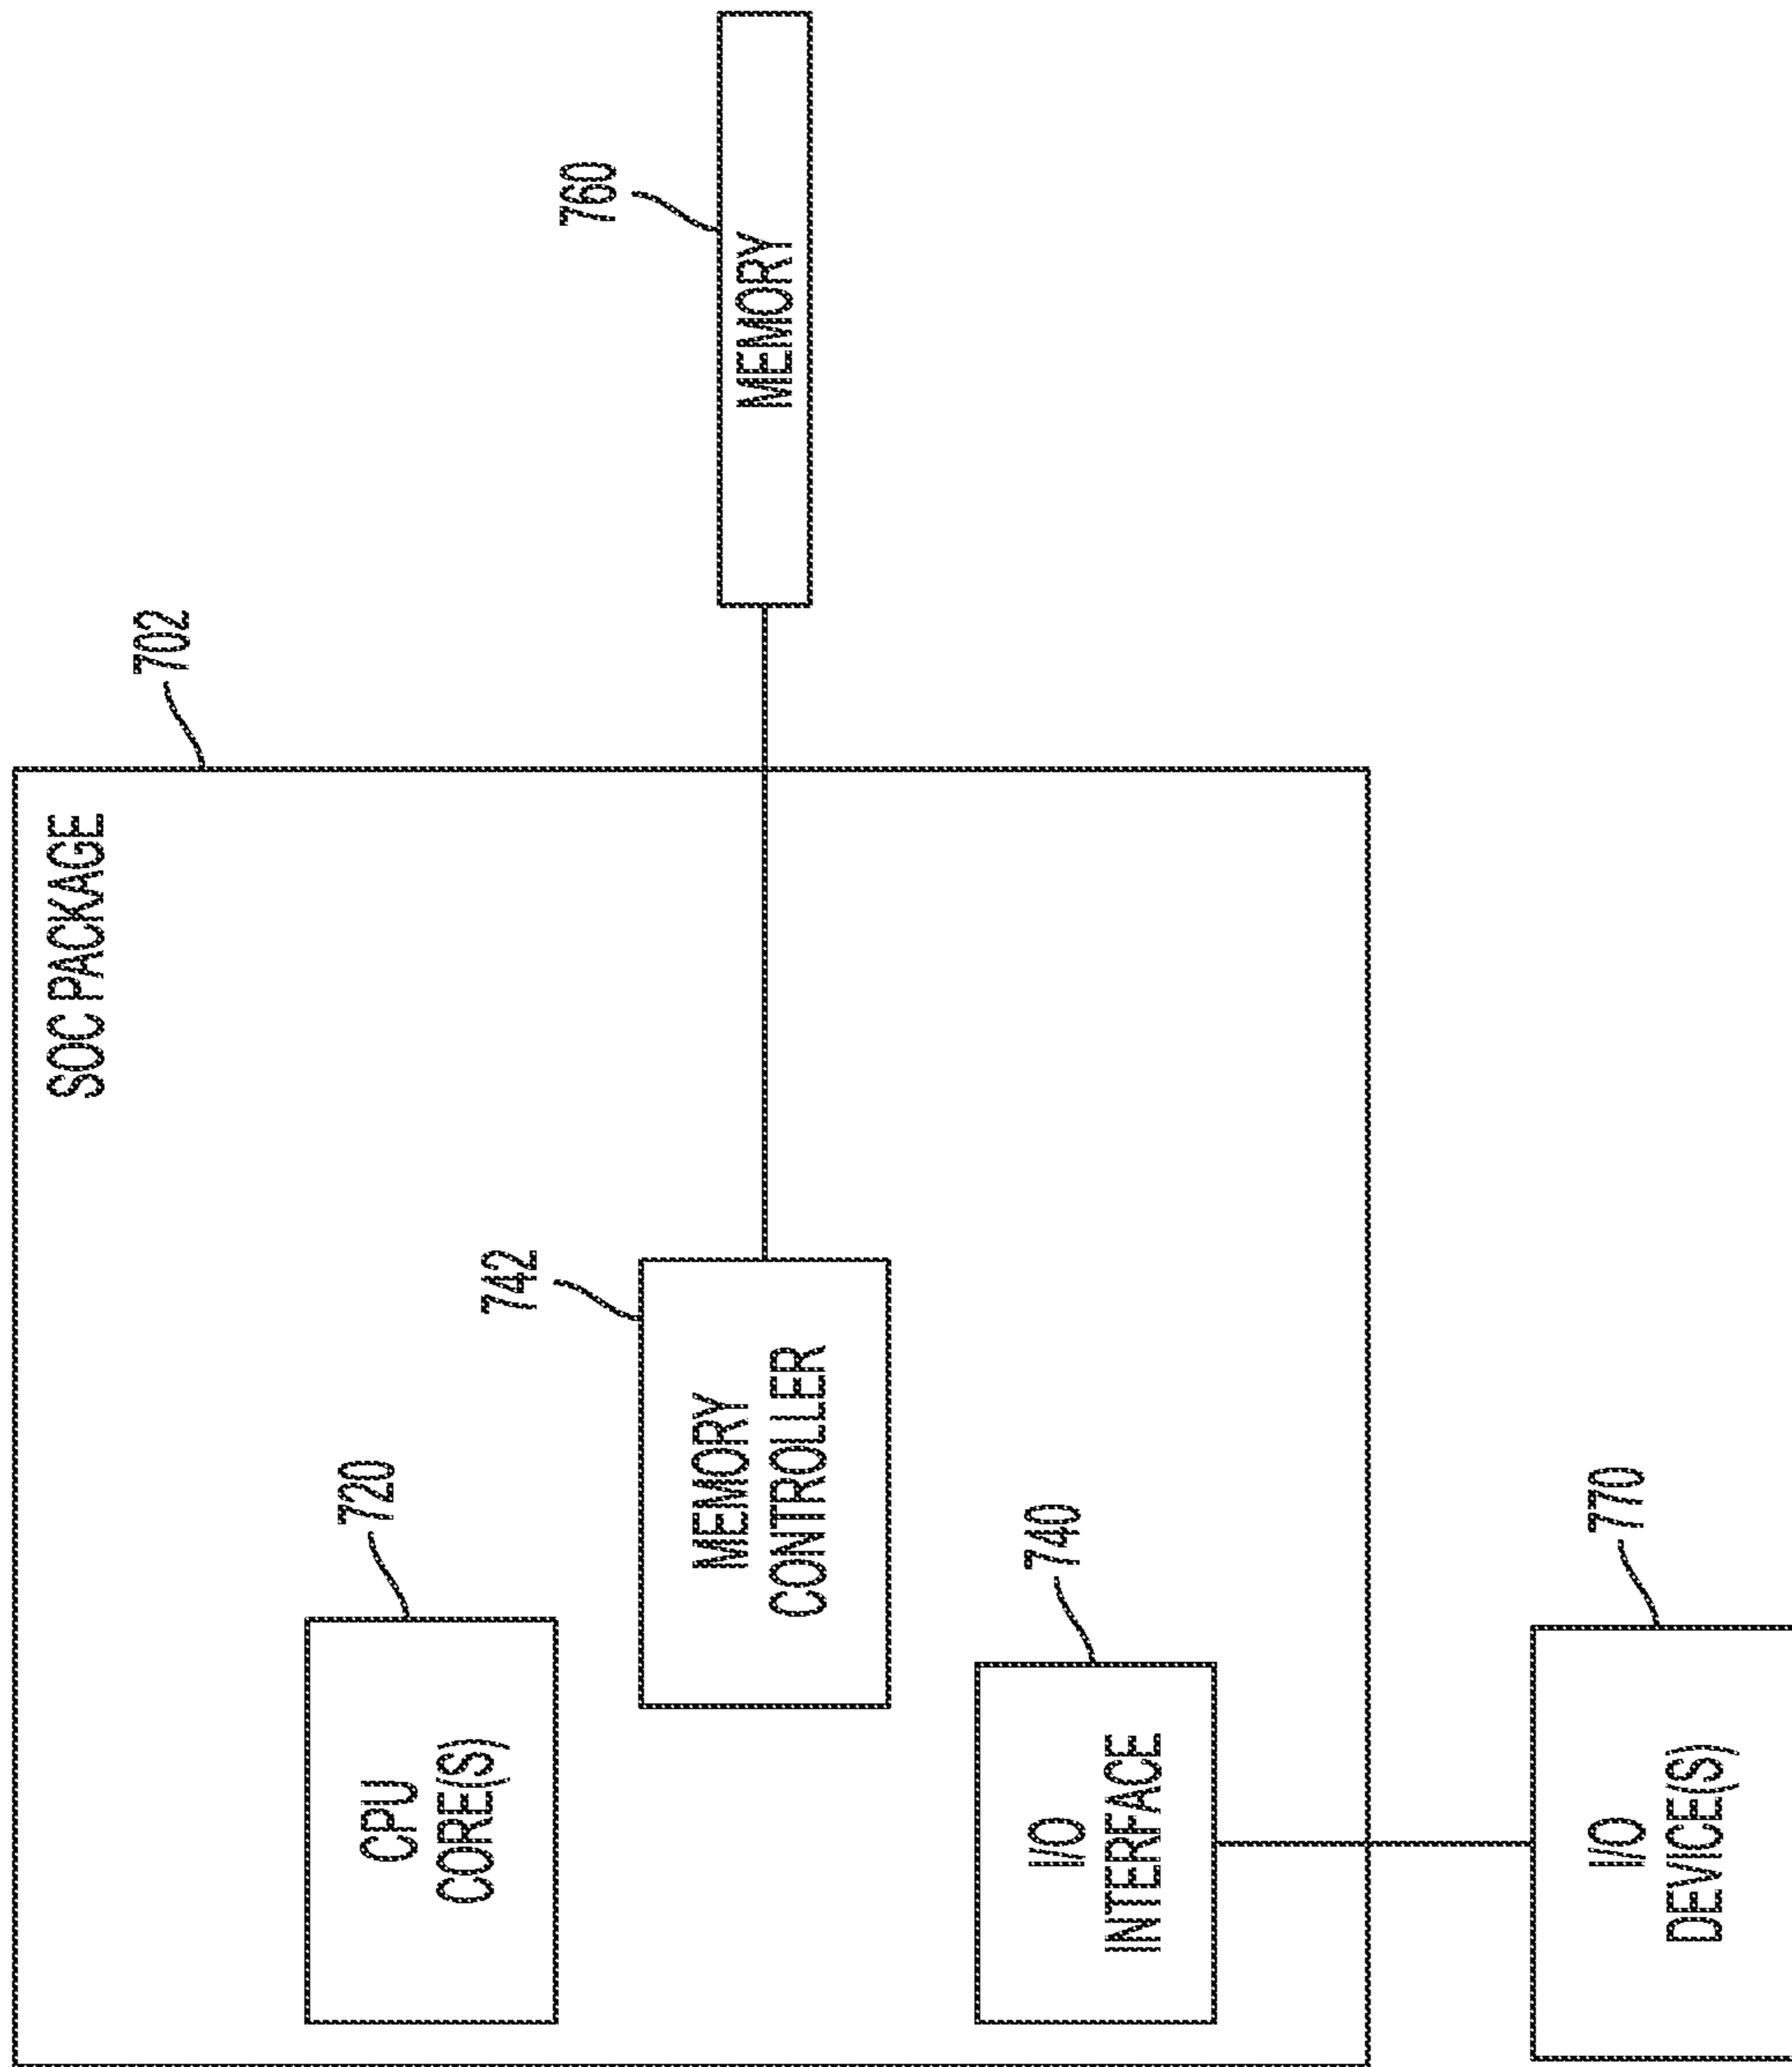 SOC PACKAGE
702
CPU
CORE(S)
720
MEMORY
CONTROLLER
742
MEMORY
760
I/O
INTERFACE
740
I/O
DEVICE(S)
770